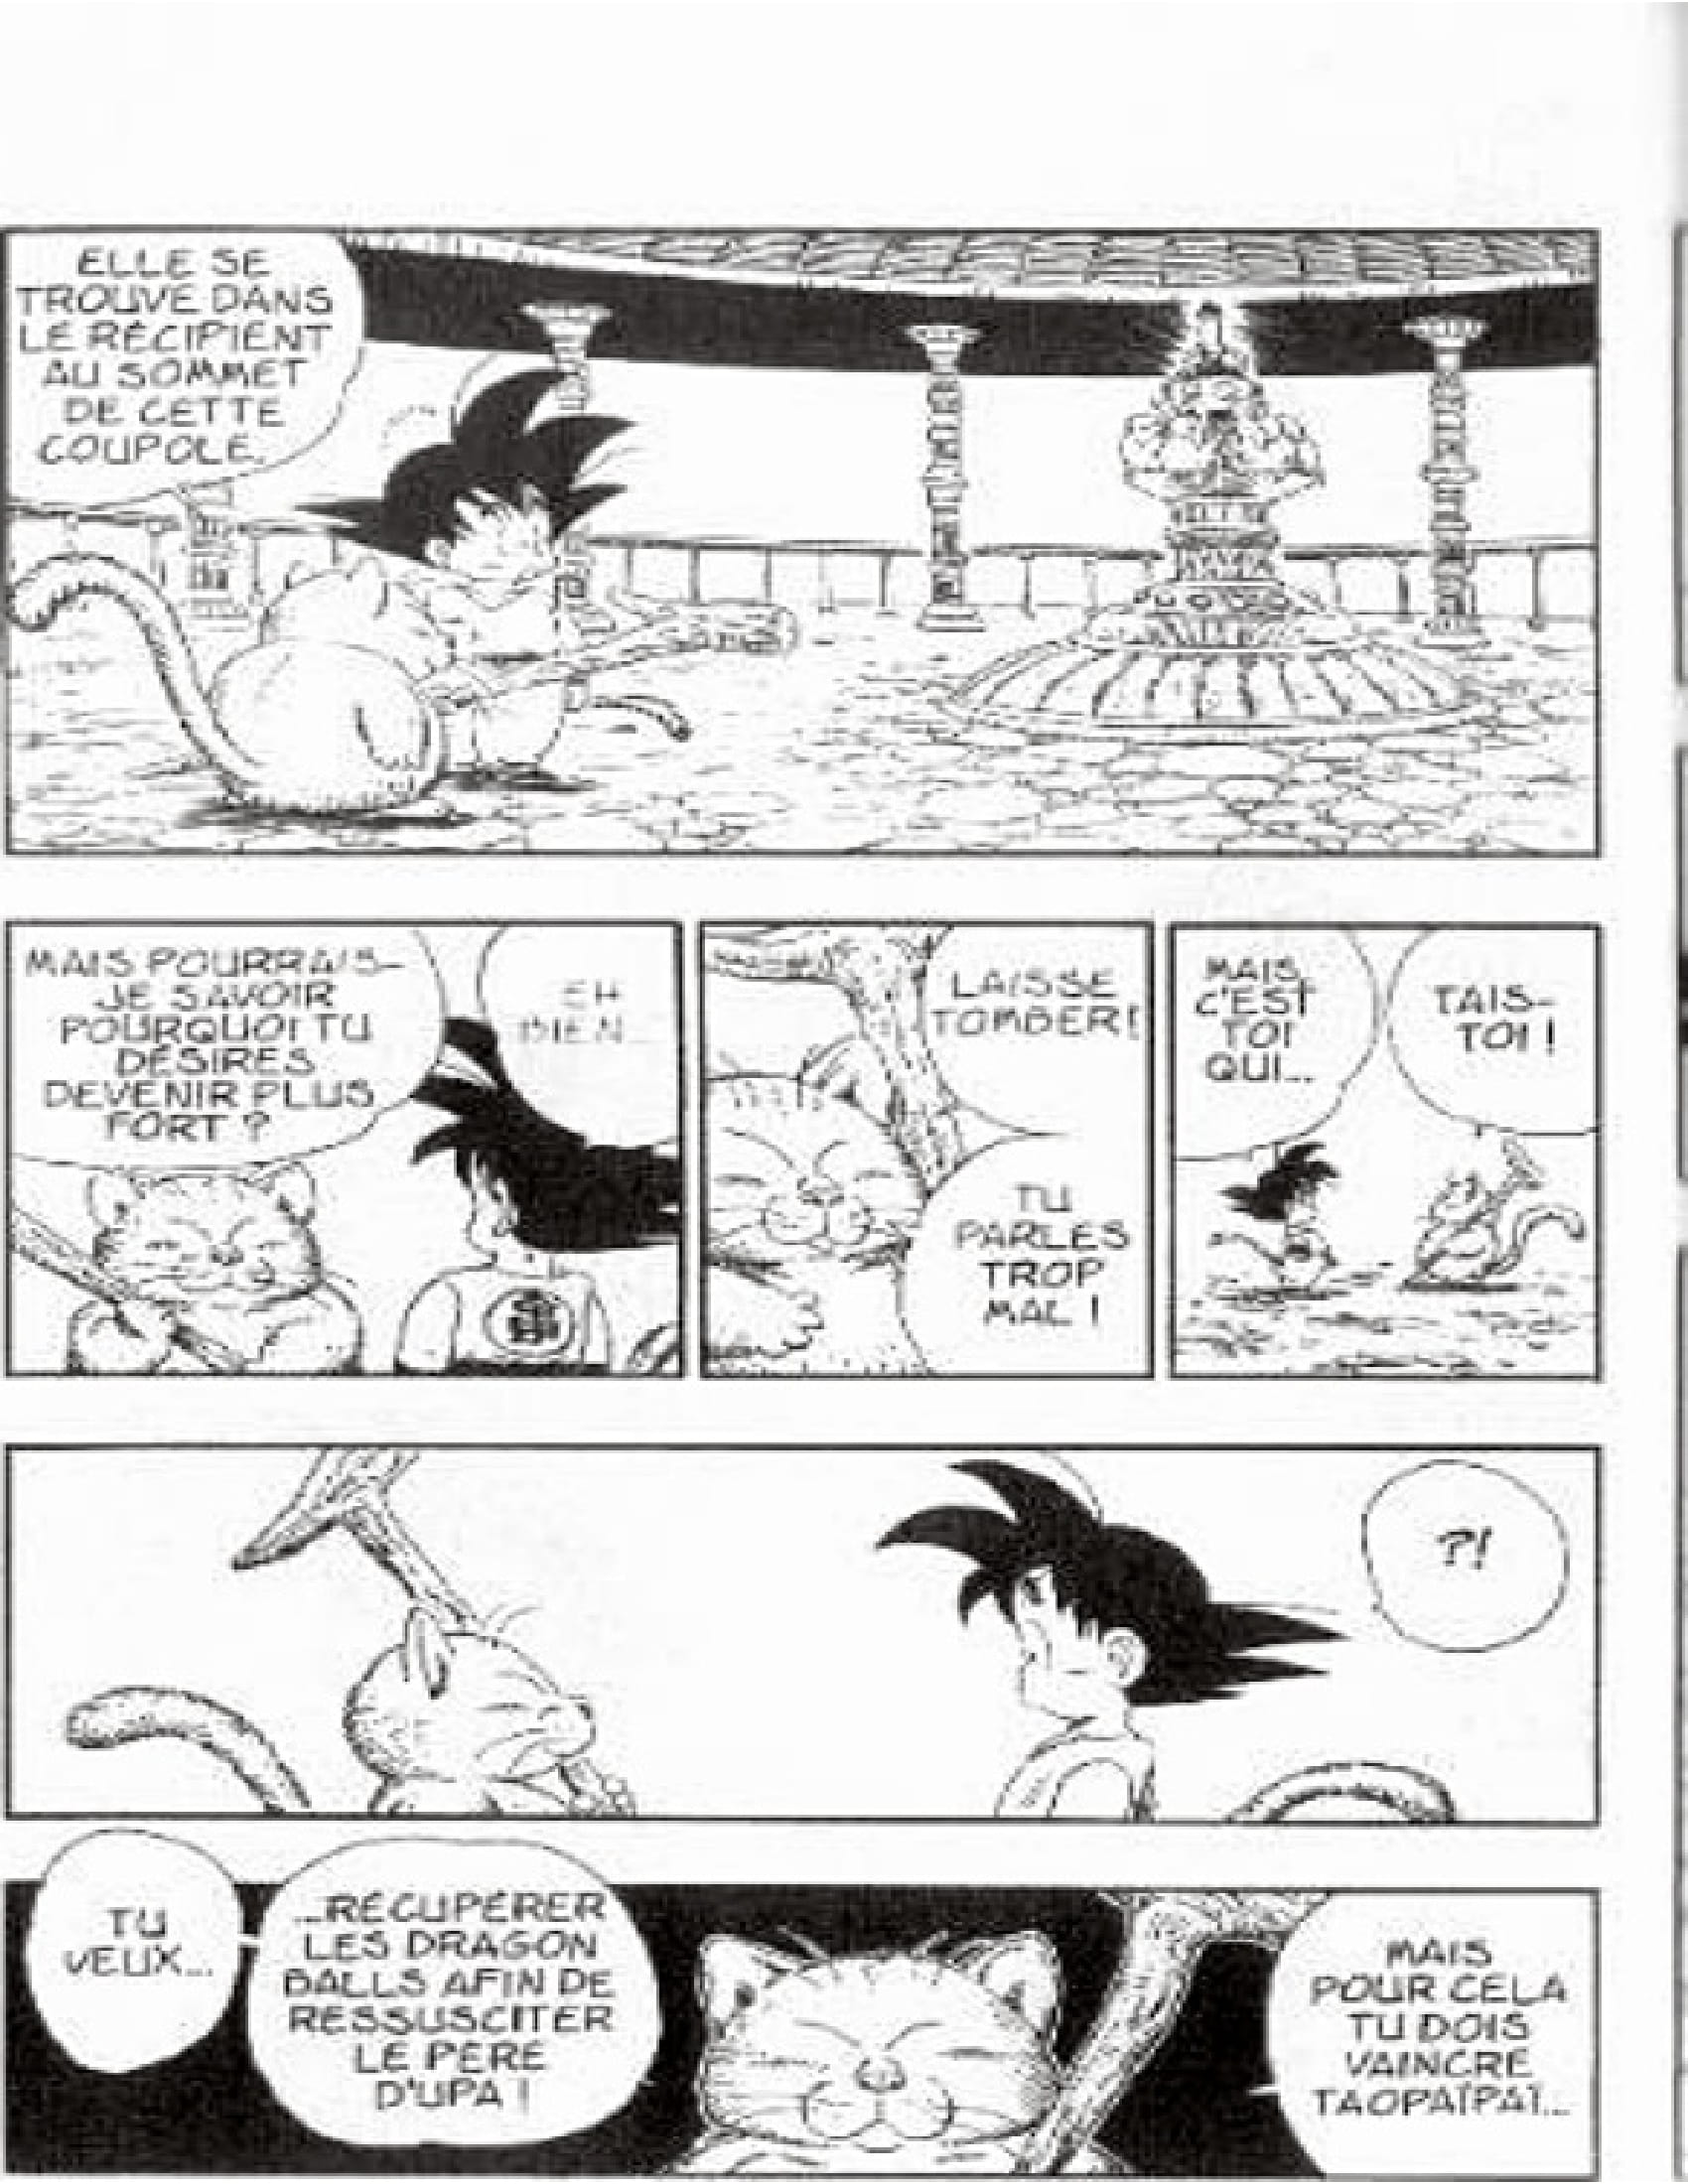 ELLE SE
TROUVE DANS
LE RÉCIPIENT
AU SOMMET
DE CETTE
COUPOLE.
MAIS POURRAIS-
JE SAVOIR
POURQUOI TU
DÉSIRES
DEVENIR PLUS
FORT ?
EH
BIEN...
LAISSE
TOMBER!
TU
PARLES
TROP
MAL !
MAIS
C'EST
TOI
QUI...
TAIS-
TOI !
?!
TU
VEUX...
...RÉCUPÉRER
LES DRAGON
BALLS AFIN DE
RESSUSCITER
LE PÈRE
D'UPA !
MAIS
POUR CELA
TU DOIS
VAINCRE
TAOPAÏPAÏ...